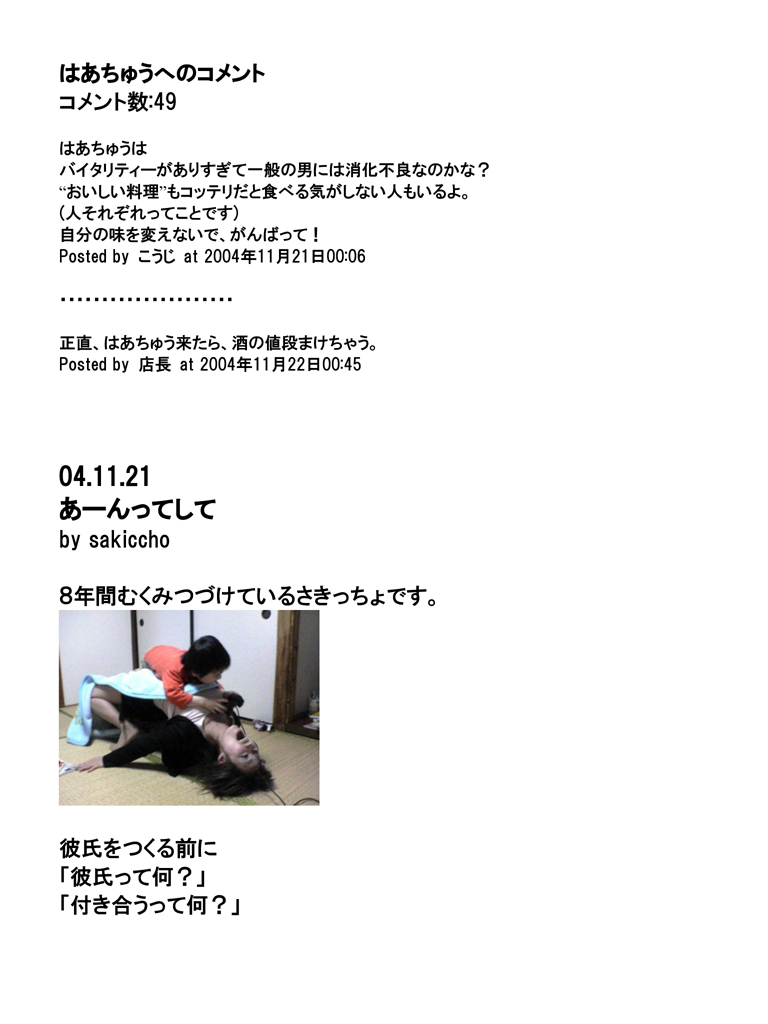 はあちゅうへのコメント
コメント数:49
はあちゅうは
バイタリティーがありすぎて一般の男には消化不良なのかな？
“おいしい料理”もコッテリだと食べる気がしない人もいるよ。
(人それぞれってことです)
自分の味を変えないで、がんばって！
Posted by こうじ at 2004年11月21日00:06
・・・・・・・・・・・・・・・・・・・・・
正直、はあちゅう来たら、酒の値段まけちゃう。
Posted by 店長 at 2004年11月22日00:45
04.11.21
あーんってして
by sakiccho
8年間むくみつづけているさきっちょです。
彼氏をつくる前に
「彼氏って何？」
「付き合うって何？」